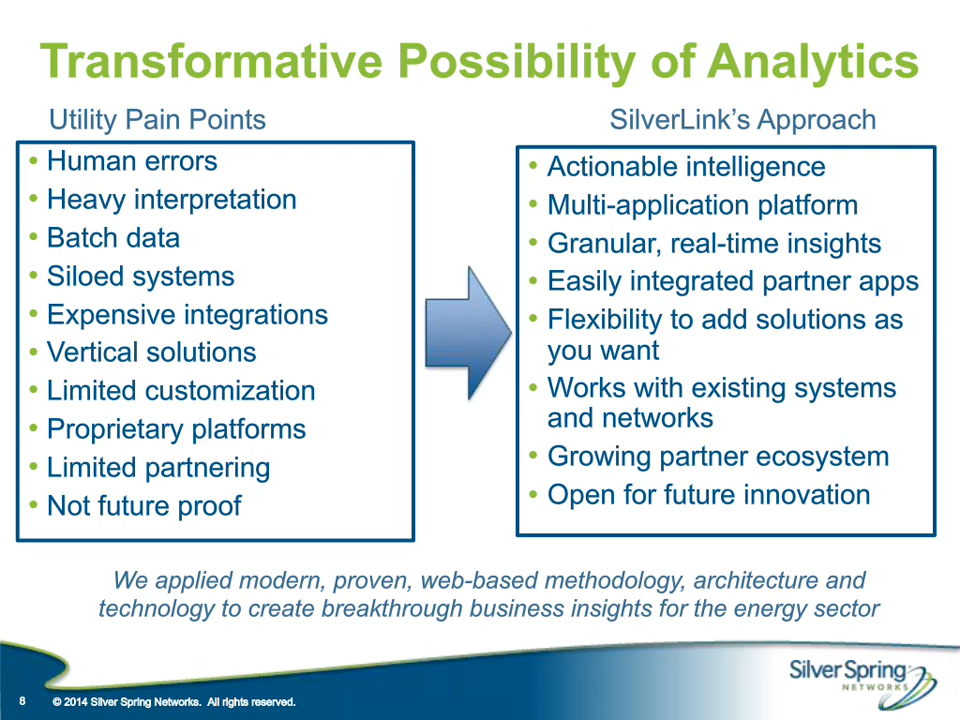 Transformative Possibility of Analytics
Utility Pain Points
• Human errors
• Heavy interpretation
• Batch data
• Siloed systems
• Expensive integrations
• Vertical solutions
• Limited customization
• Proprietary platforms
• Limited partnering
• Not future proof
SilverLink's Approach
• Actionable intelligence
• Multi-application platform
• Granular, real-time insights
• Easily integrated partner apps
• Flexibility to add solutions as
you want
• Works with existing systems
and networks
• Growing partner ecosystem
• Open for future innovation
We applied modern, proven, web-based methodology, architecture and
technology to create breakthrough business insights for the energy sector
8 © 2014 Silver Spring Networks. All rights reserved.
Silver Spring
NETWORKS